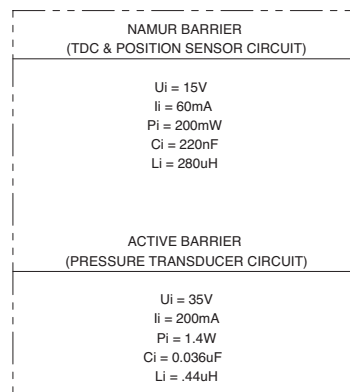 NAMUR BARRIER
(TDC & POSITION SENSOR CIRCUIT)
Ui = 15V
Ii = 60mA
Pi = 200mW
Ci = 220nF
Li = 280uH
ACTIVE BARRIER
(PRESSURE TRANSDUCER CIRCUIT)
Ui = 35V
Ii = 200mA
Pi = 1.4W
Ci = 0.036uF
Li = .44uH